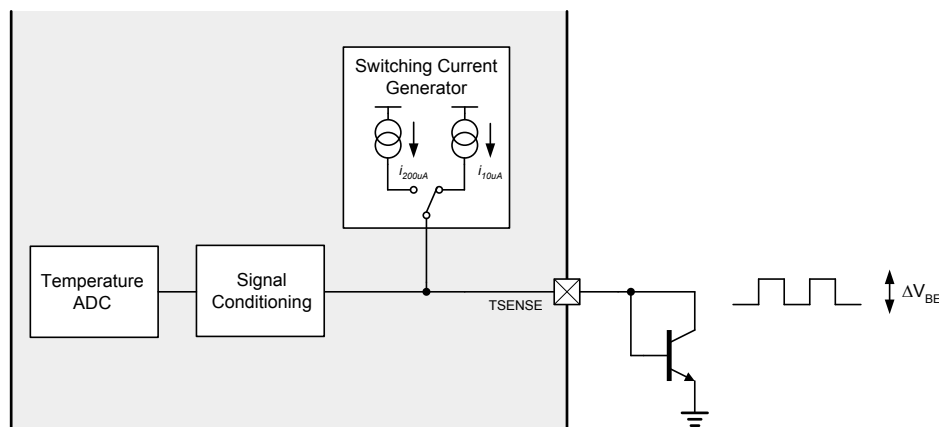 Switching Current
Generator
i200uA
i10uA
Temperature
ADC
Signal
Conditioning
TSENSE
ΔVBE